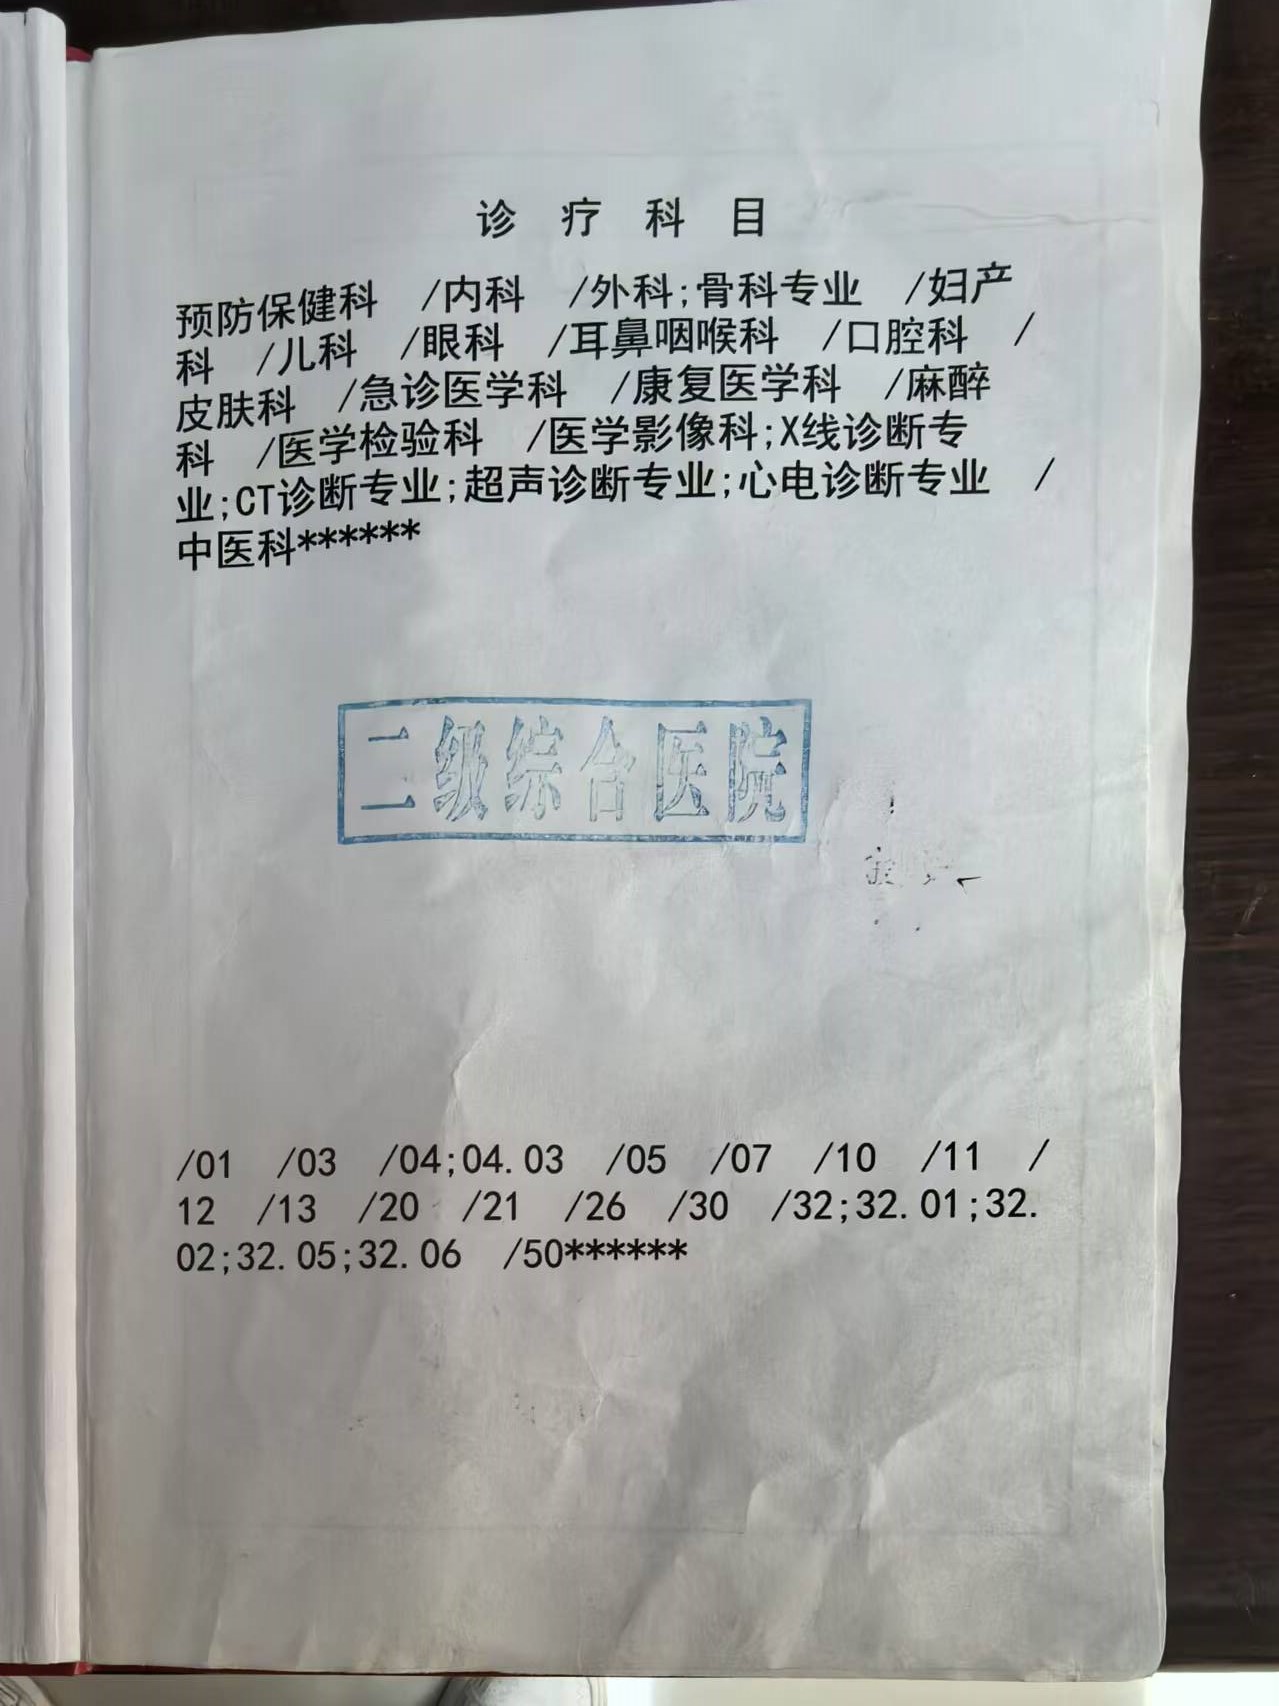 诊 疗 科 目
预防保健科 /内科 /外科;骨科专业 /妇产
科 /儿科 /眼科 /耳鼻咽喉科 /口腔科 /
皮肤科 /急诊医学科 /康复医学科 /麻醉
科 /医学检验科 /医学影像科;X线诊断专
业;CT诊断专业;超声诊断专业;心电诊断专业 /
中医科******
二级综合医院
/01 /03 /04;04.03 /05 /07 /10 /11 /
12 /13 /20 /21 /26 /30 /32;32.01;32.
02;32.05;32.06 /50******